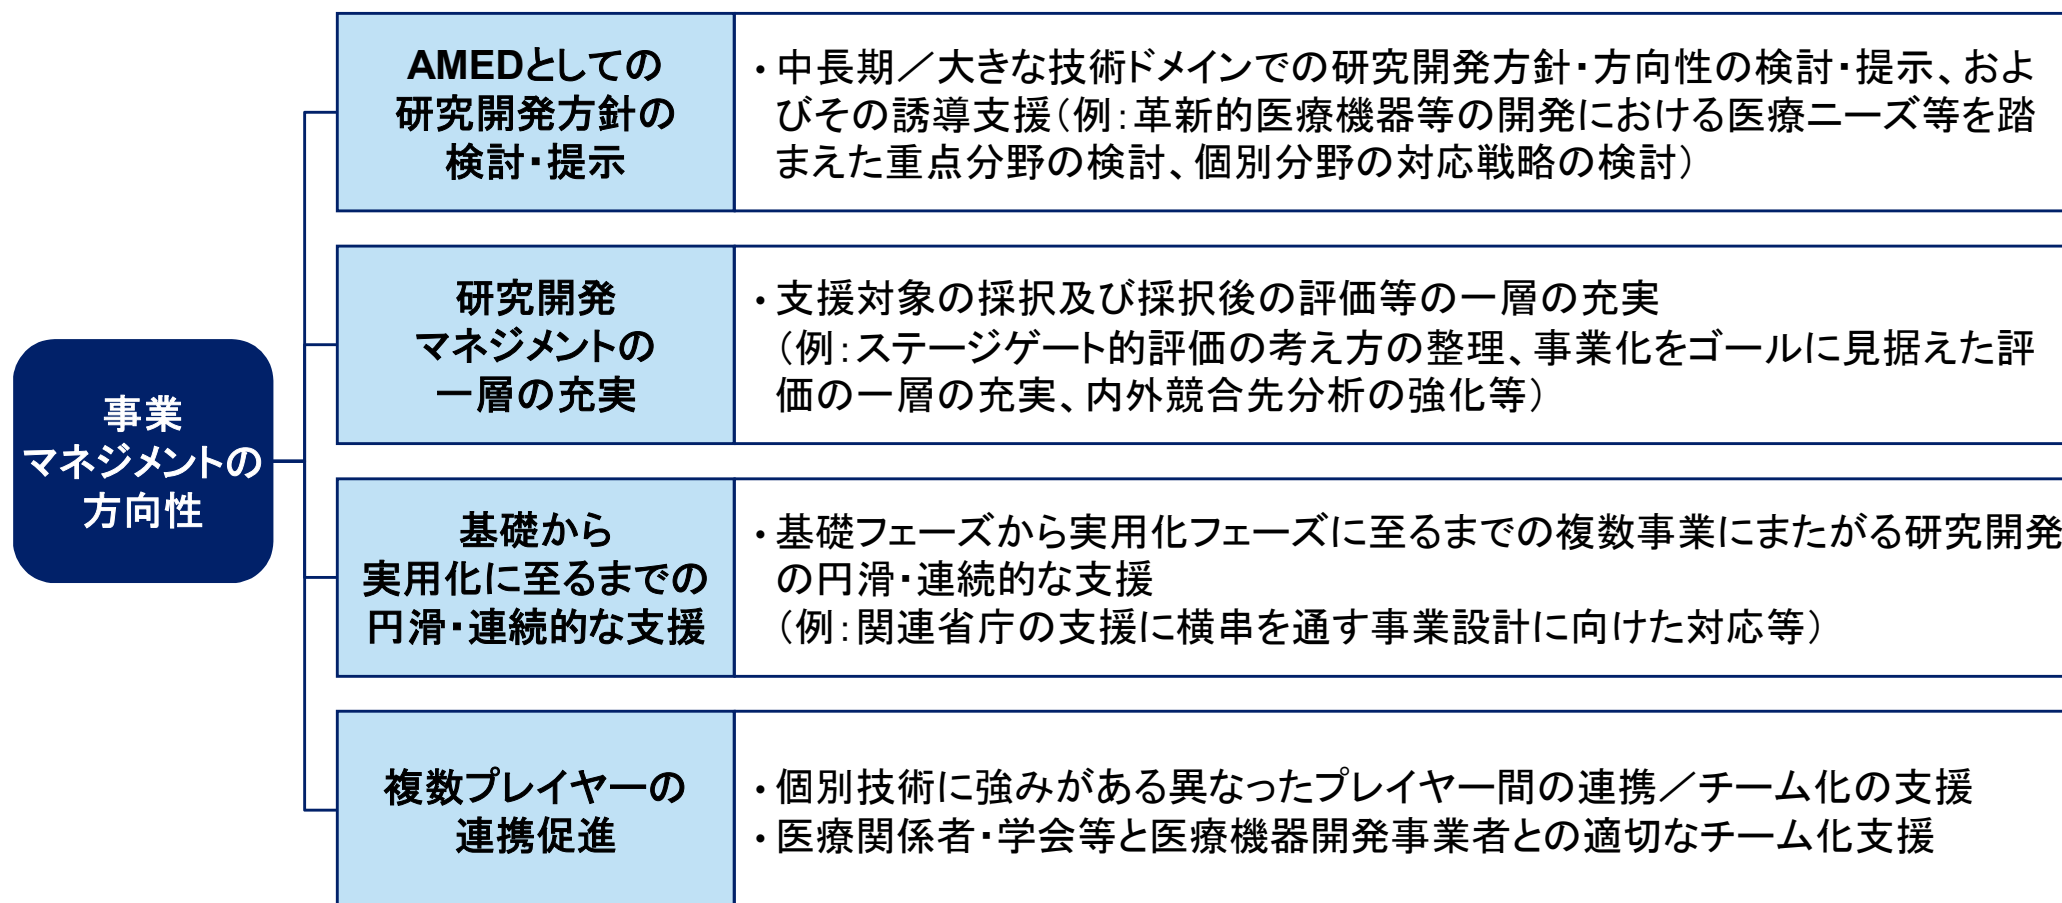 事業
マネジメントの
方向性
AMEDとしての
研究開発方針の
検討・提示
・中長期／大きな技術ドメインでの研究開発方針・方向性の検討・提示、およ
びその誘導支援（例：革新的医療機器等の開発における医療ニーズ等を踏
まえた重点分野の検討、個別分野の対応戦略の検討）
研究開発
マネジメントの
一層の充実
・支援対象の採択及び採択後の評価等の一層の充実
（例：ステージゲート的評価の考え方の整理、事業化をゴールに見据えた評
価の一層の充実、内外競合先分析の強化等）
基礎から
実用化に至るまでの
円滑・連続的な支援
・基礎フェーズから実用化フェーズに至るまでの複数事業にまたがる研究開発
の円滑・連続的な支援
（例：関連省庁の支援に横串を通す事業設計に向けた対応等）
複数プレイヤーの
連携促進
・個別技術に強みがある異なったプレイヤー間の連携／チーム化の支援
・医療関係者・学会等と医療機器開発事業者との適切なチーム化支援